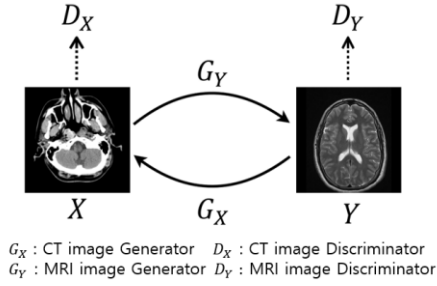 D_X D_Y
G_Y
X Y
G_X
G_X : CT image Generator D_X : CT image Discriminator
G_Y : MRI image Generator D_Y : MRI image Discriminator